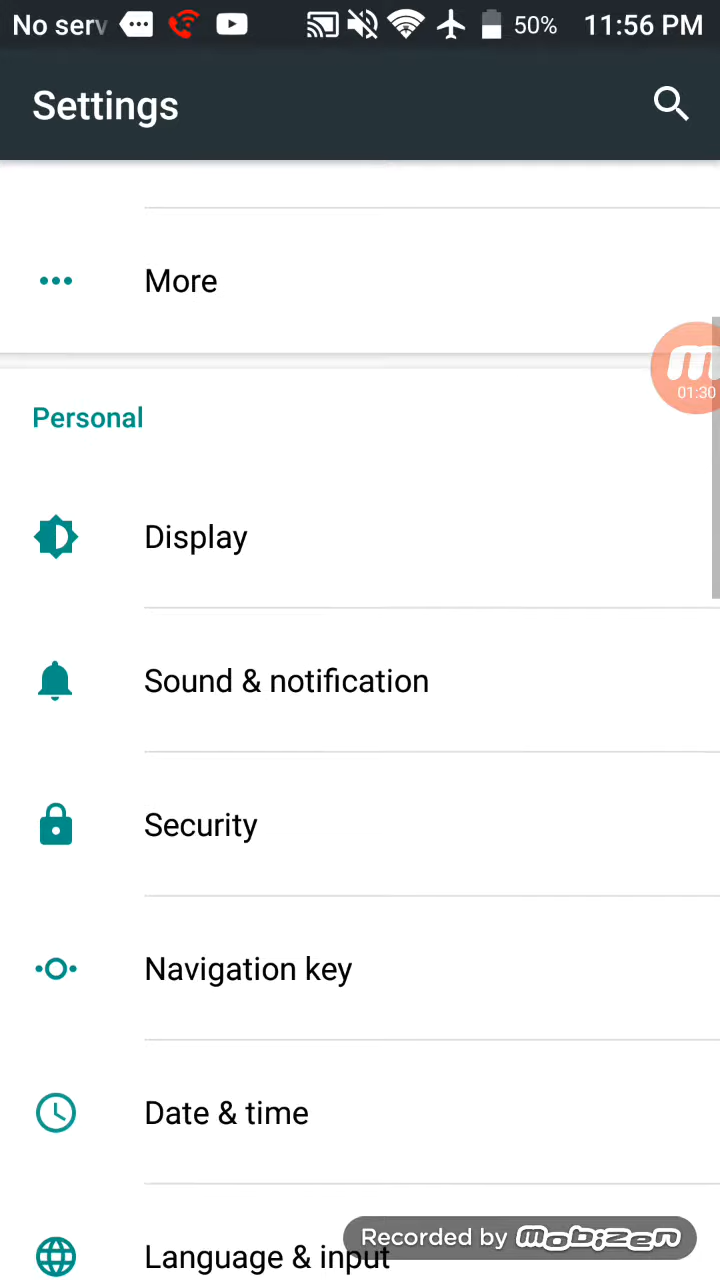 No serv 50% 11:56 PM
Settings
More
01:30
Personal
Display
Sound & notification
Security
Navigation key
Date & time
Recorded by mobizen
Language & input